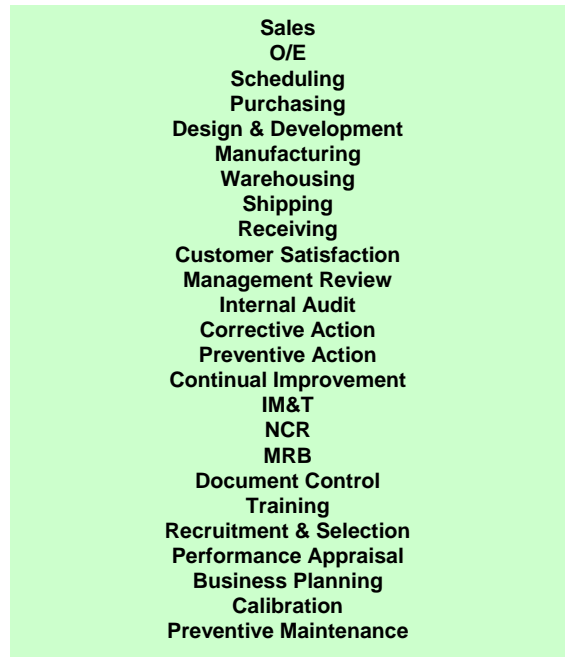 Sales
O/E
Scheduling
Purchasing
Design & Development
Manufacturing
Warehousing
Shipping
Receiving
Customer Satisfaction
Management Review
Internal Audit
Corrective Action
Preventive Action
Continual Improvement
IM&T
NCR
MRB
Document Control
Training
Recruitment & Selection
Performance Appraisal
Business Planning
Calibration
Preventive Maintenance